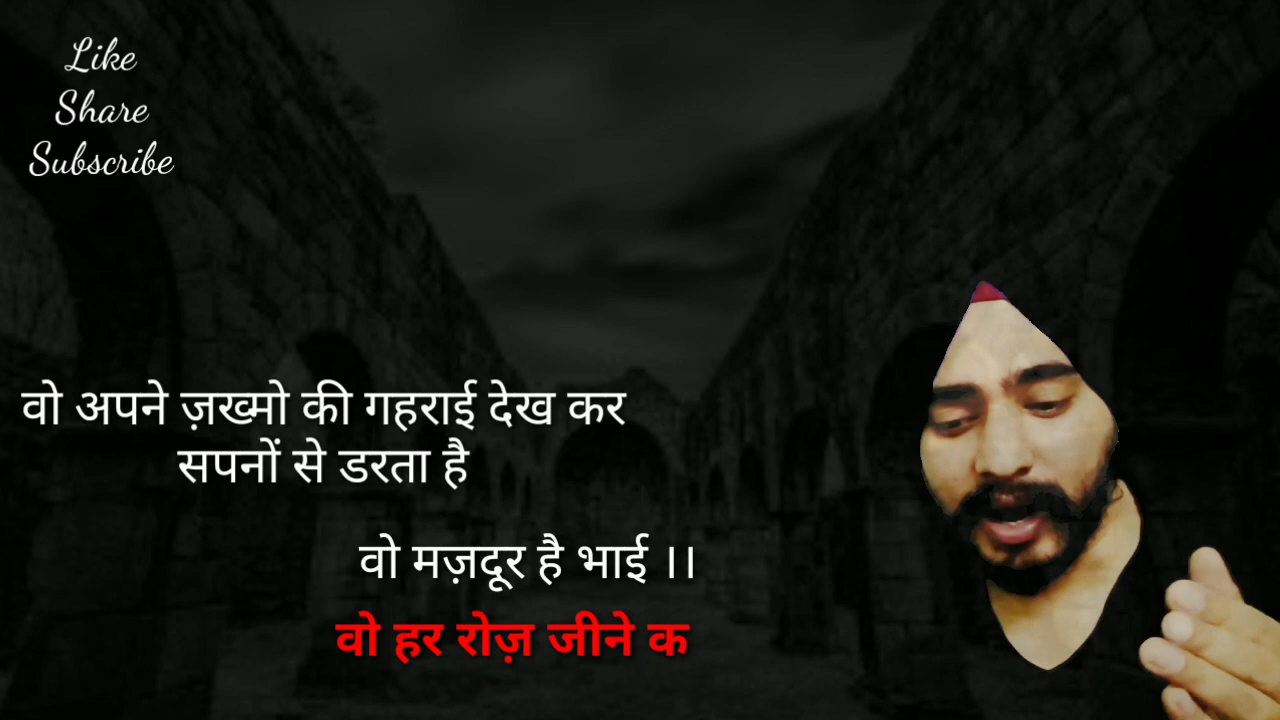 Like
Share
Subscribe
वो अपने ज़ख्मो की गहराई देख कर
सपनों से डरता है
वो मज़दूर है भाई ।।
वो हर रोज़ जीने क